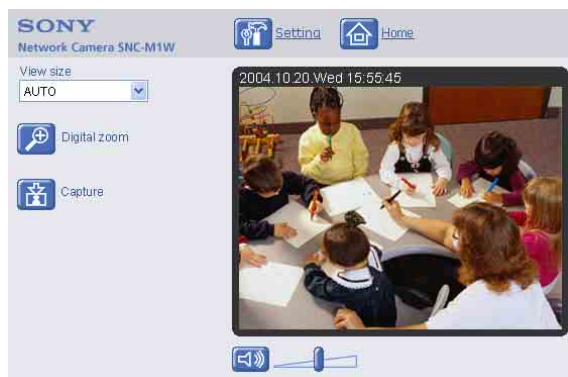 SONY
Network Camera SNC-M1W
Setting
Home
View size
AUTO
Digital zoom
Capture
2004.10.20.Wed 15:55:45